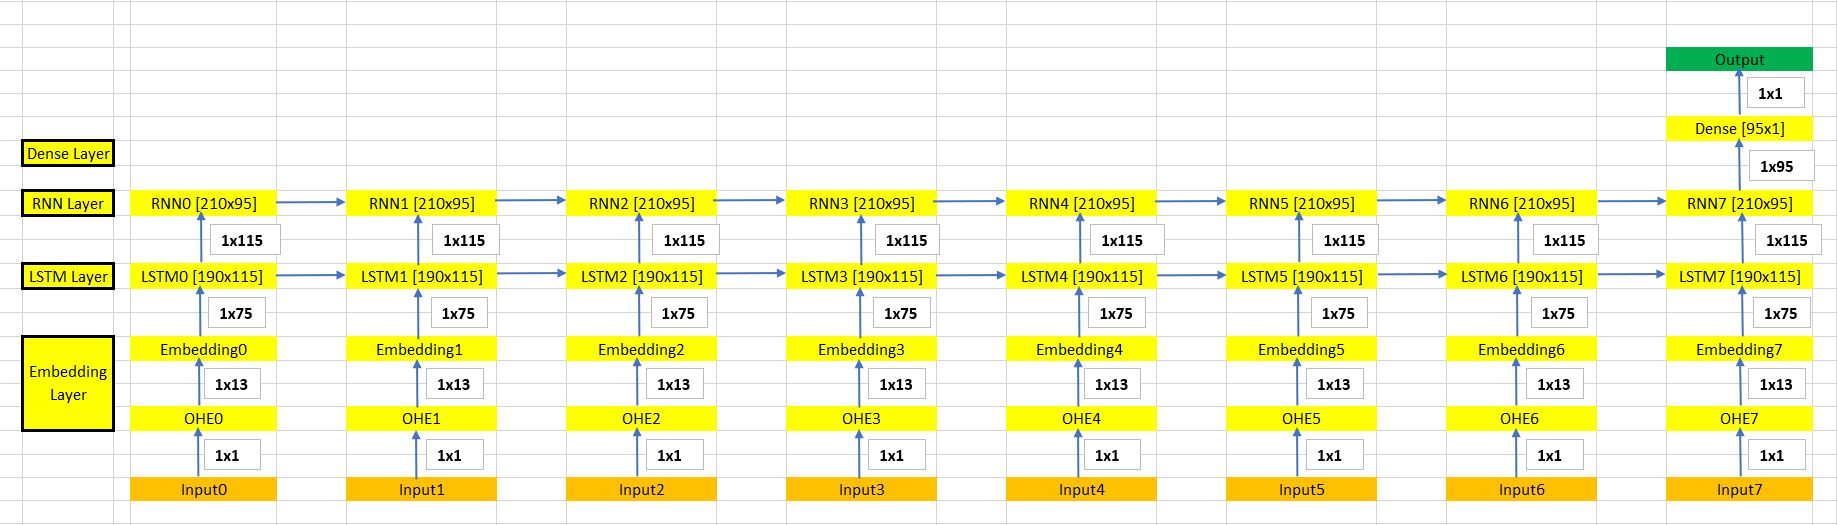 Output
1x1
Dense [95x1]
Dense Layer
1x95
RNN Layer
RNN0 [210x95]
RNN1 [210x95]
RNN2 [210x95]
RNN3 [210x95]
RNN4 [210x95]
RNN5 [210x95]
RNN6 [210x95]
RNN7 [210x95]
1x115
1x115
1x115
1x115
1x115
1x115
1x115
1x115
LSTM Layer
LSTM0 [190x115]
LSTM1 [190x115]
LSTM2 [190x115]
LSTM3 [190x115]
LSTM4 [190x115]
LSTM5 [190x115]
LSTM6 [190x115]
LSTM7 [190x115]
1x75
1x75
1x75
1x75
1x75
1x75
1x75
1x75
Embedding
Layer
Embedding0
Embedding1
Embedding2
Embedding3
Embedding4
Embedding5
Embedding6
Embedding7
1x13
1x13
1x13
1x13
1x13
1x13
1x13
1x13
OHE0
OHE1
OHE2
OHE3
OHE4
OHE5
OHE6
OHE7
1x1
1x1
1x1
1x1
1x1
1x1
1x1
1x1
Input0
Input1
Input2
Input3
Input4
Input5
Input6
Input7